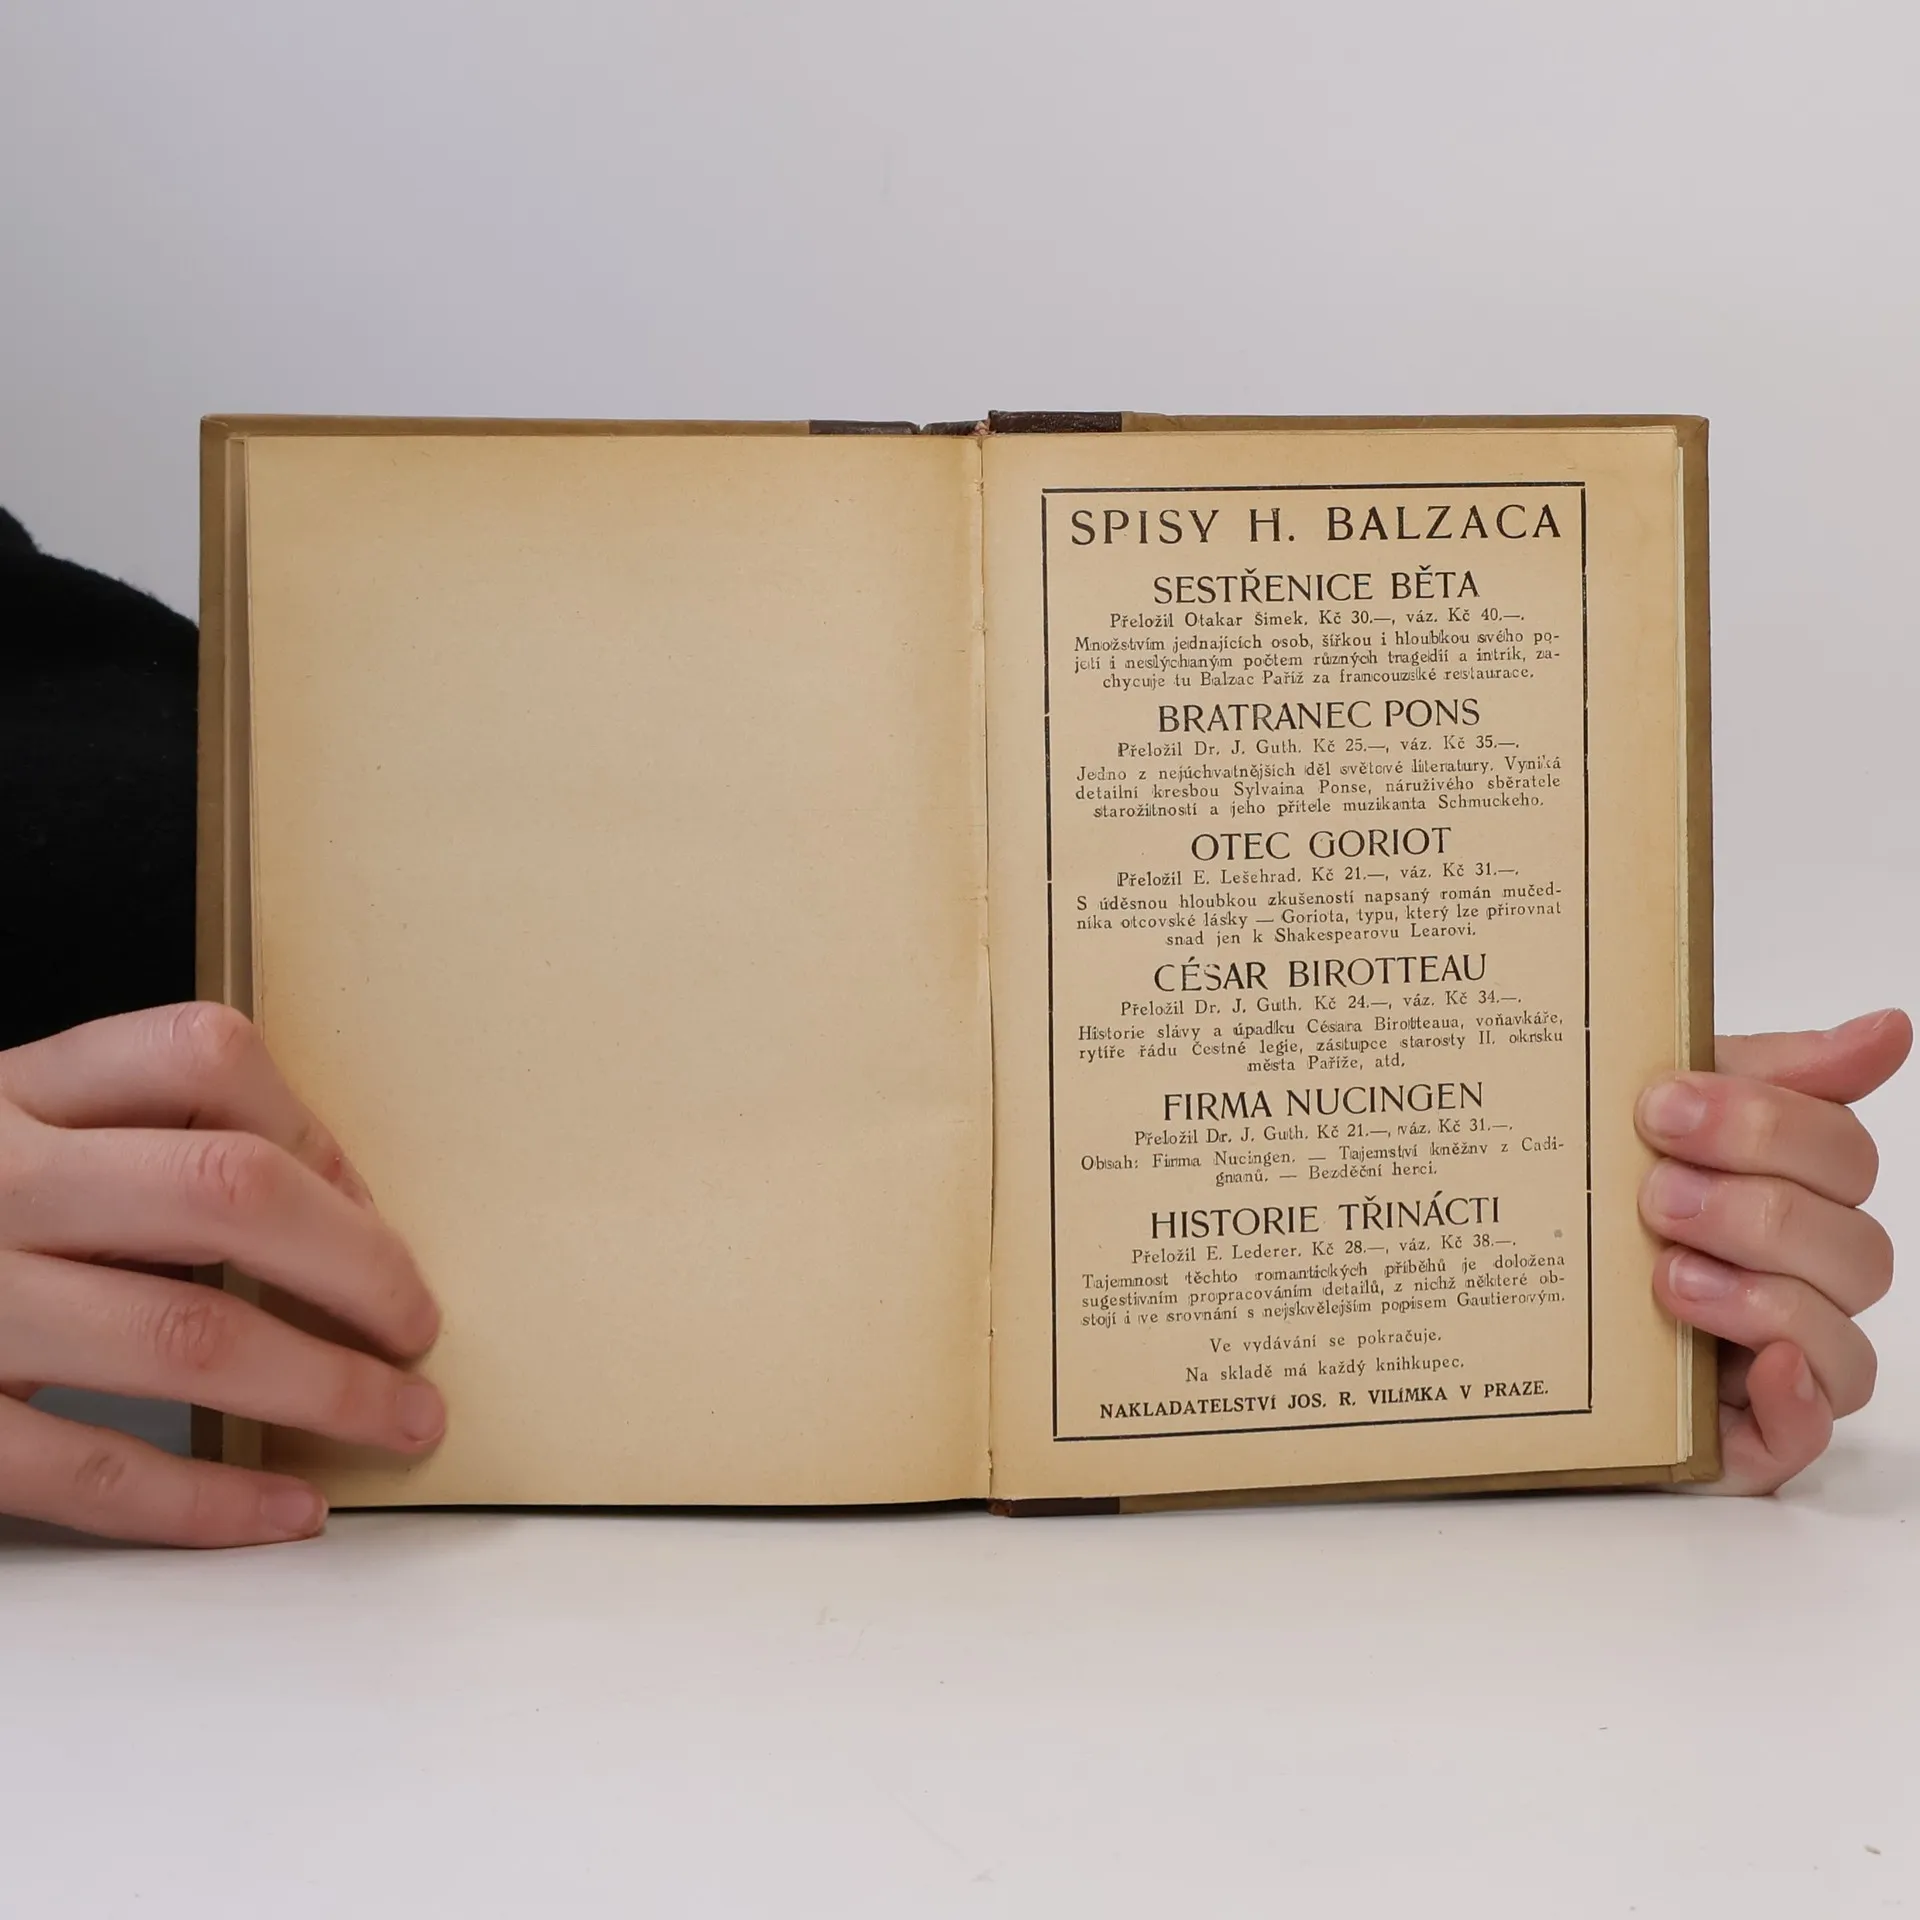 SPISY H. BALZACA
SESTŘENICE BĚTA
Přeložil Otakar Šimek. Kč 30.—, váz. Kč 40.—.
Množstvím jednajících osob, šířkou i hloubkou svého po-
jetí i neslýchaným počtem různých tragedií a intrik, za-
chycuje tu Balzac Paříž za francouzské restaurace.
BRATRANEC PONS
Přeložil Dr. J. Guth. Kč 25.—, váz. Kč 35.—.
Jedno z nejúchvatnějších děl světové literatury. Vyniká
detailní kresbou Sylvaina Ponse, náruživého sběratele
starožitností a jeho přítele muzikanta Schmuckeho.
OTEC GORIOT
Přeložil E. Lešehrad. Kč 21.—, váz. Kč 31.—.
S úděsnou hloubkou zkušeností napsaný román mučed-
níka otcovské lásky — Goriota, typu, který lze přirovnat
snad jen k Shakespearovu Learovi.
CÉSAR BIROTTEAU
Přeložil Dr. J. Guth. Kč 24.—, váz. Kč 34.—.
Historie slávy a úpadku Césara Birotteaua, voňavkáře,
rytíře řádu Čestné legie, zástupce starosty II. okrsku
města Paříže, atd.
FIRMA NUCINGEN
Přeložil Dr. J. Guth. Kč 21.—, váz. Kč 31.—.
Obsah: Firma Nucingen. — Tajemství kněžny z Cadi-
gnanů. — Bezděční herci.
HISTORIE TŘINÁCTI
Přeložil E. Lederer. Kč 28.—, váz. Kč 38.—.
Tajemnost těchto romantických příběhů je doložena
sugestivním propracováním detailů, z nichž některé ob-
stojí i ve srovnání s nejskvělejším popisem Gautierovým.
Ve vydávání se pokračuje.
Na skladě má každý knihkupec.
NAKLADATELSTVÍ JOS. R. VILÍMKA V PRAZE.